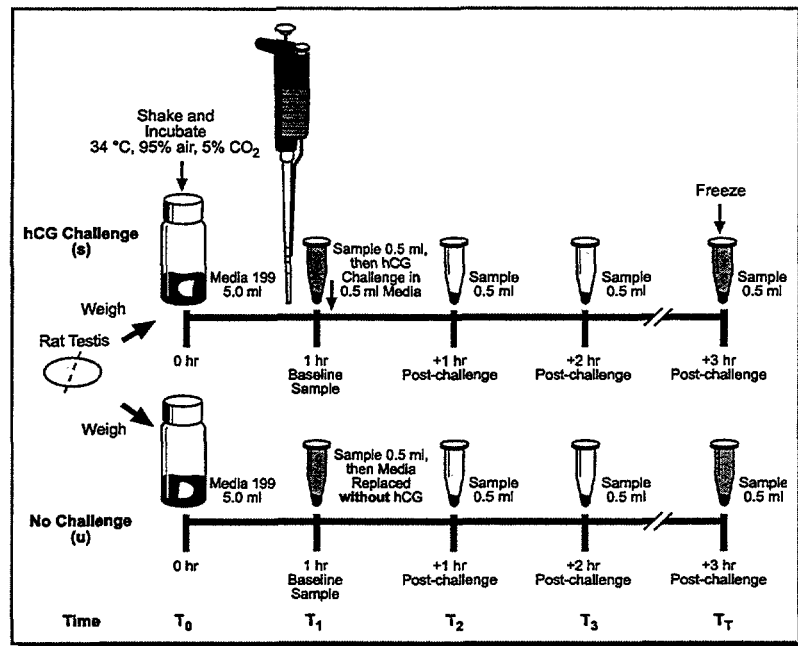 Shake and
Incubate
34 °C, 95% air, 5% CO2
Freeze
hCG Challenge
(s)
Media 199
5.0 ml
Sample 0.5 ml,
then hCG
Challenge in
0.5 ml Media
Sample
0.5 ml
Sample
0.5 ml
Sample
0.5 ml
Weigh
Rat Testis
0 hr
1 hr
Baseline
Sample
+1 hr
Post-challenge
+2 hr
Post-challenge
+3 hr
Post-challenge
Weigh
Media 199
5.0 ml
Sample 0.5 ml,
then Media
Replaced
without hCG
Sample
0.5 ml
Sample
0.5 ml
Sample
0.5 ml
No Challenge
(u)
0 hr
1 hr
Baseline
Sample
+1 hr
Post-challenge
+2 hr
Post-challenge
+3 hr
Post-challenge
Time T0 T1 T2 T3 TT